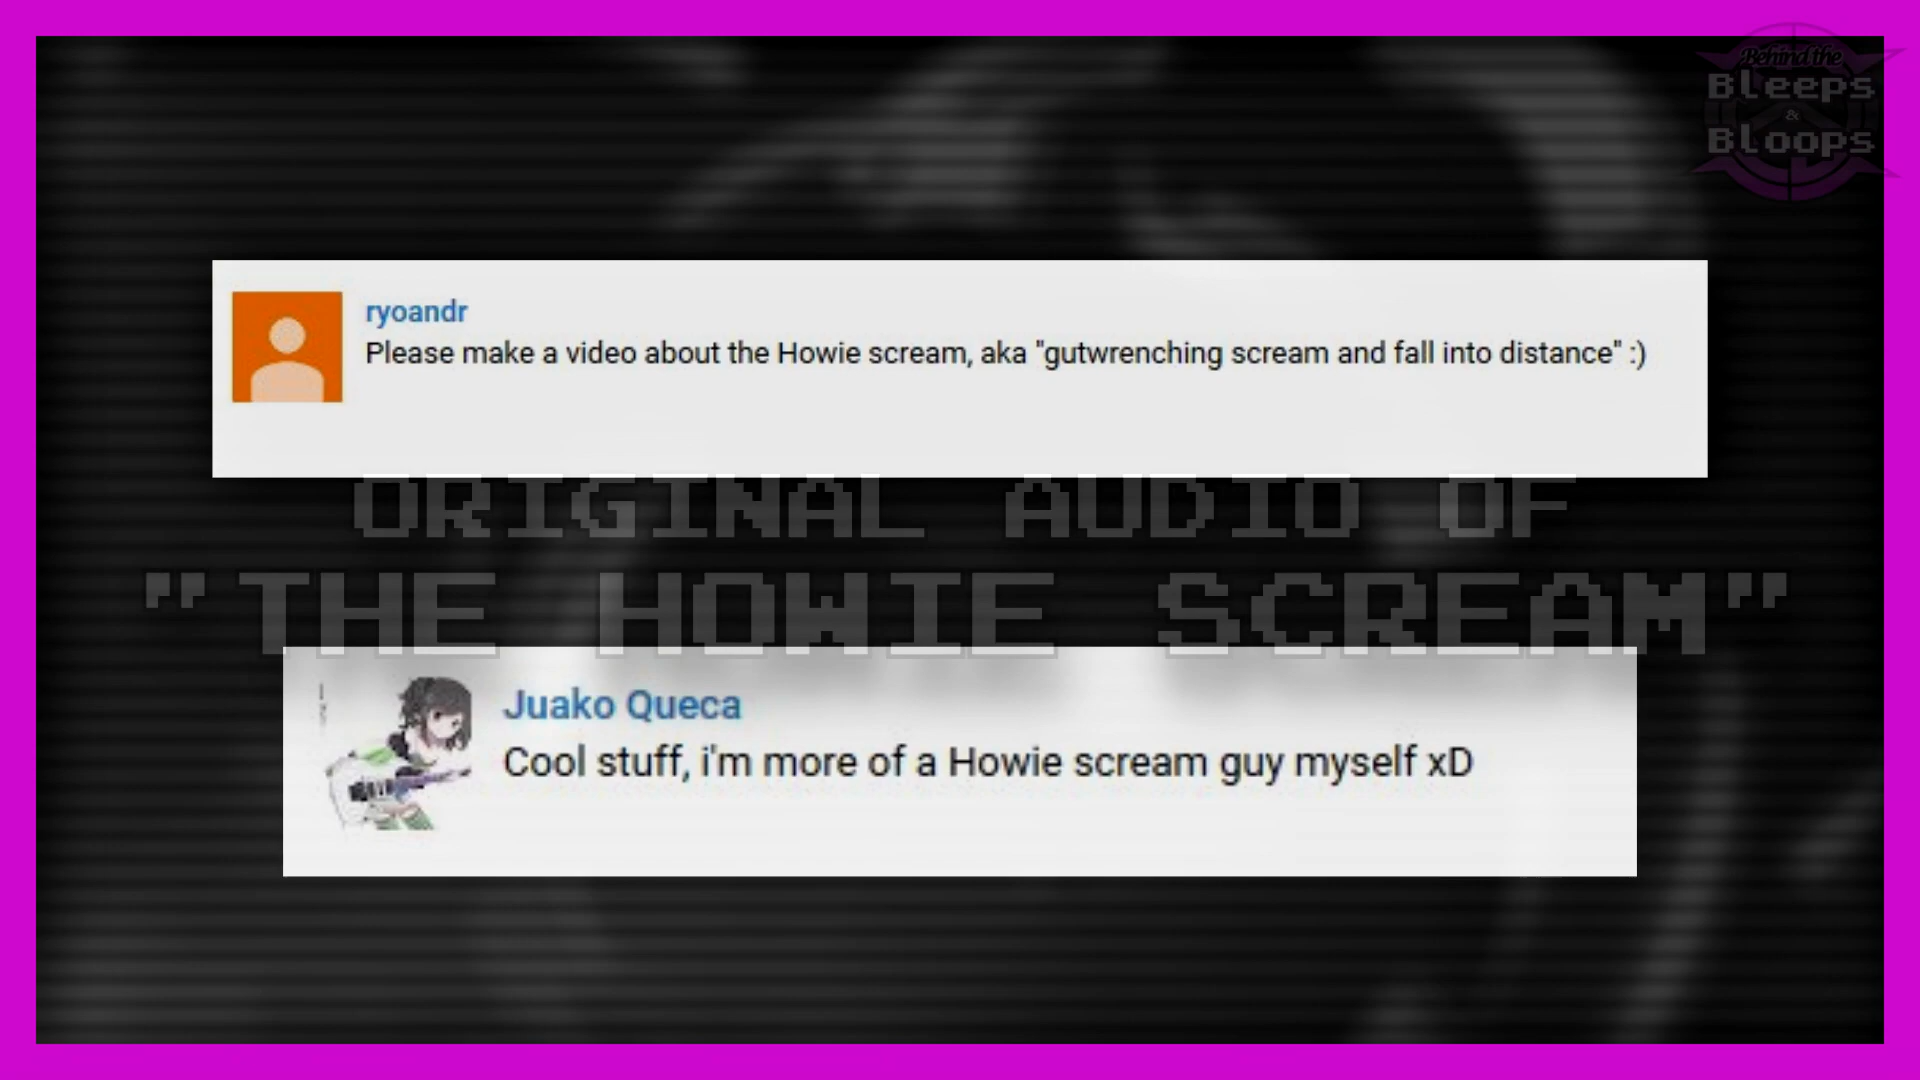 Behind the
Bleeps
&
Bloops
ryoandr
Please make a video about the Howie scream, aka "gutwrenching scream and fall into distance" :)
ORIGINAL AUDIO OF
"THE HOWIE SCREAM"
Juako Queca
Cool stuff, i'm more of a Howie scream guy myself xD